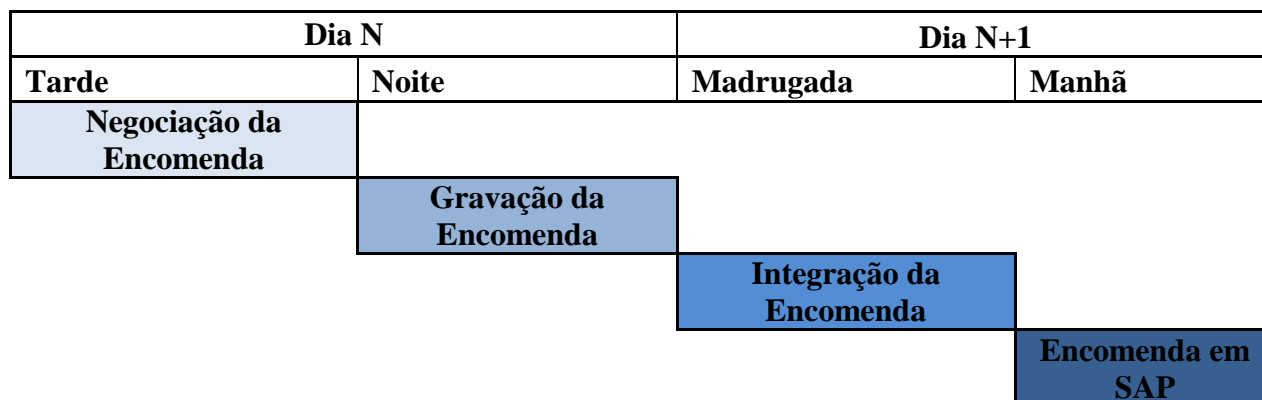 Dia N
Dia N+1
Tarde
Noite
Madrugada
Manhã
Negociação da
Encomenda
Gravação da
Encomenda
Integração da
Encomenda
Encomenda em
SAP